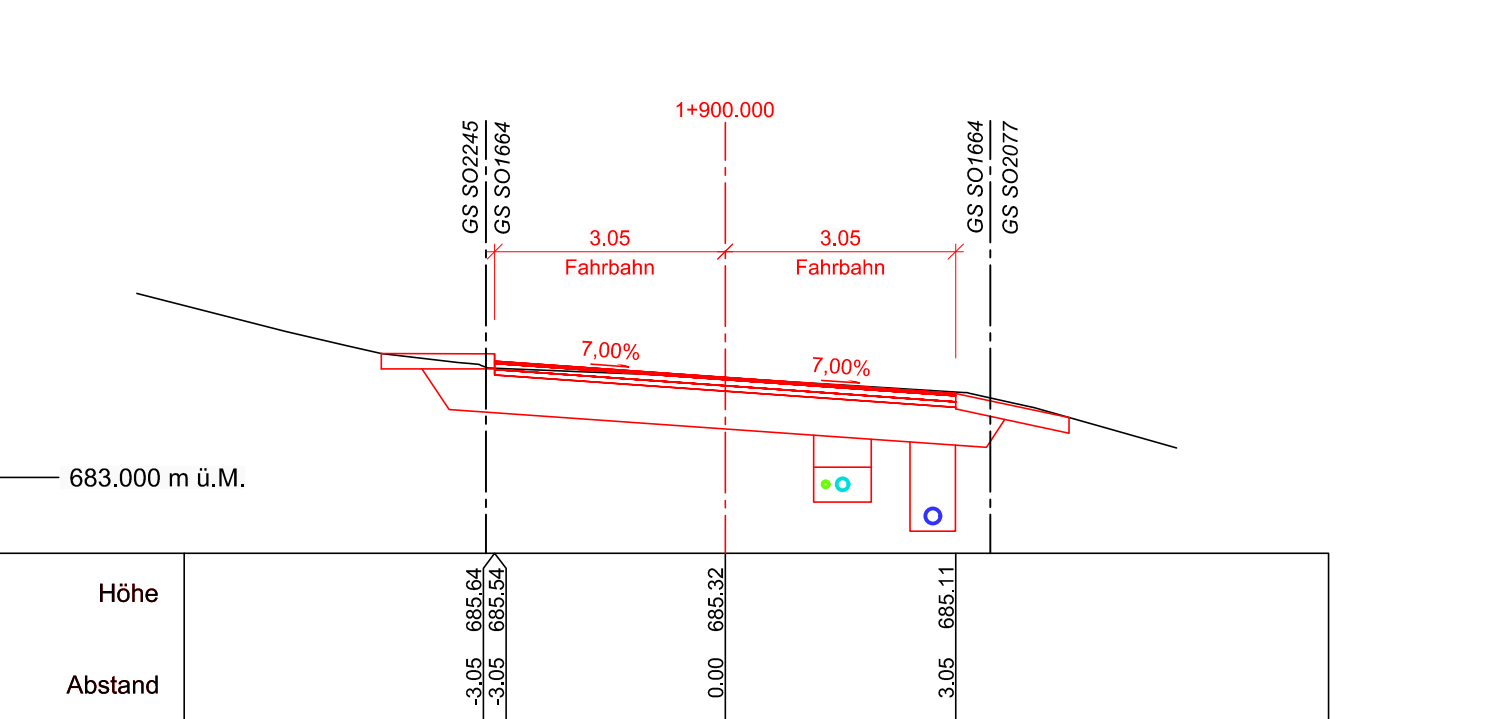 1+900.000
GS SO2245
GS SO1664
GS SO1664
GS SO2077
3.05
3.05
Fahrbahn
Fahrbahn
7,00%
7,00%
683.000 m ü.M.
Höhe
685.64
685.54
685.32
685.11
Abstand
-3.05
-3.05
0.00
3.05